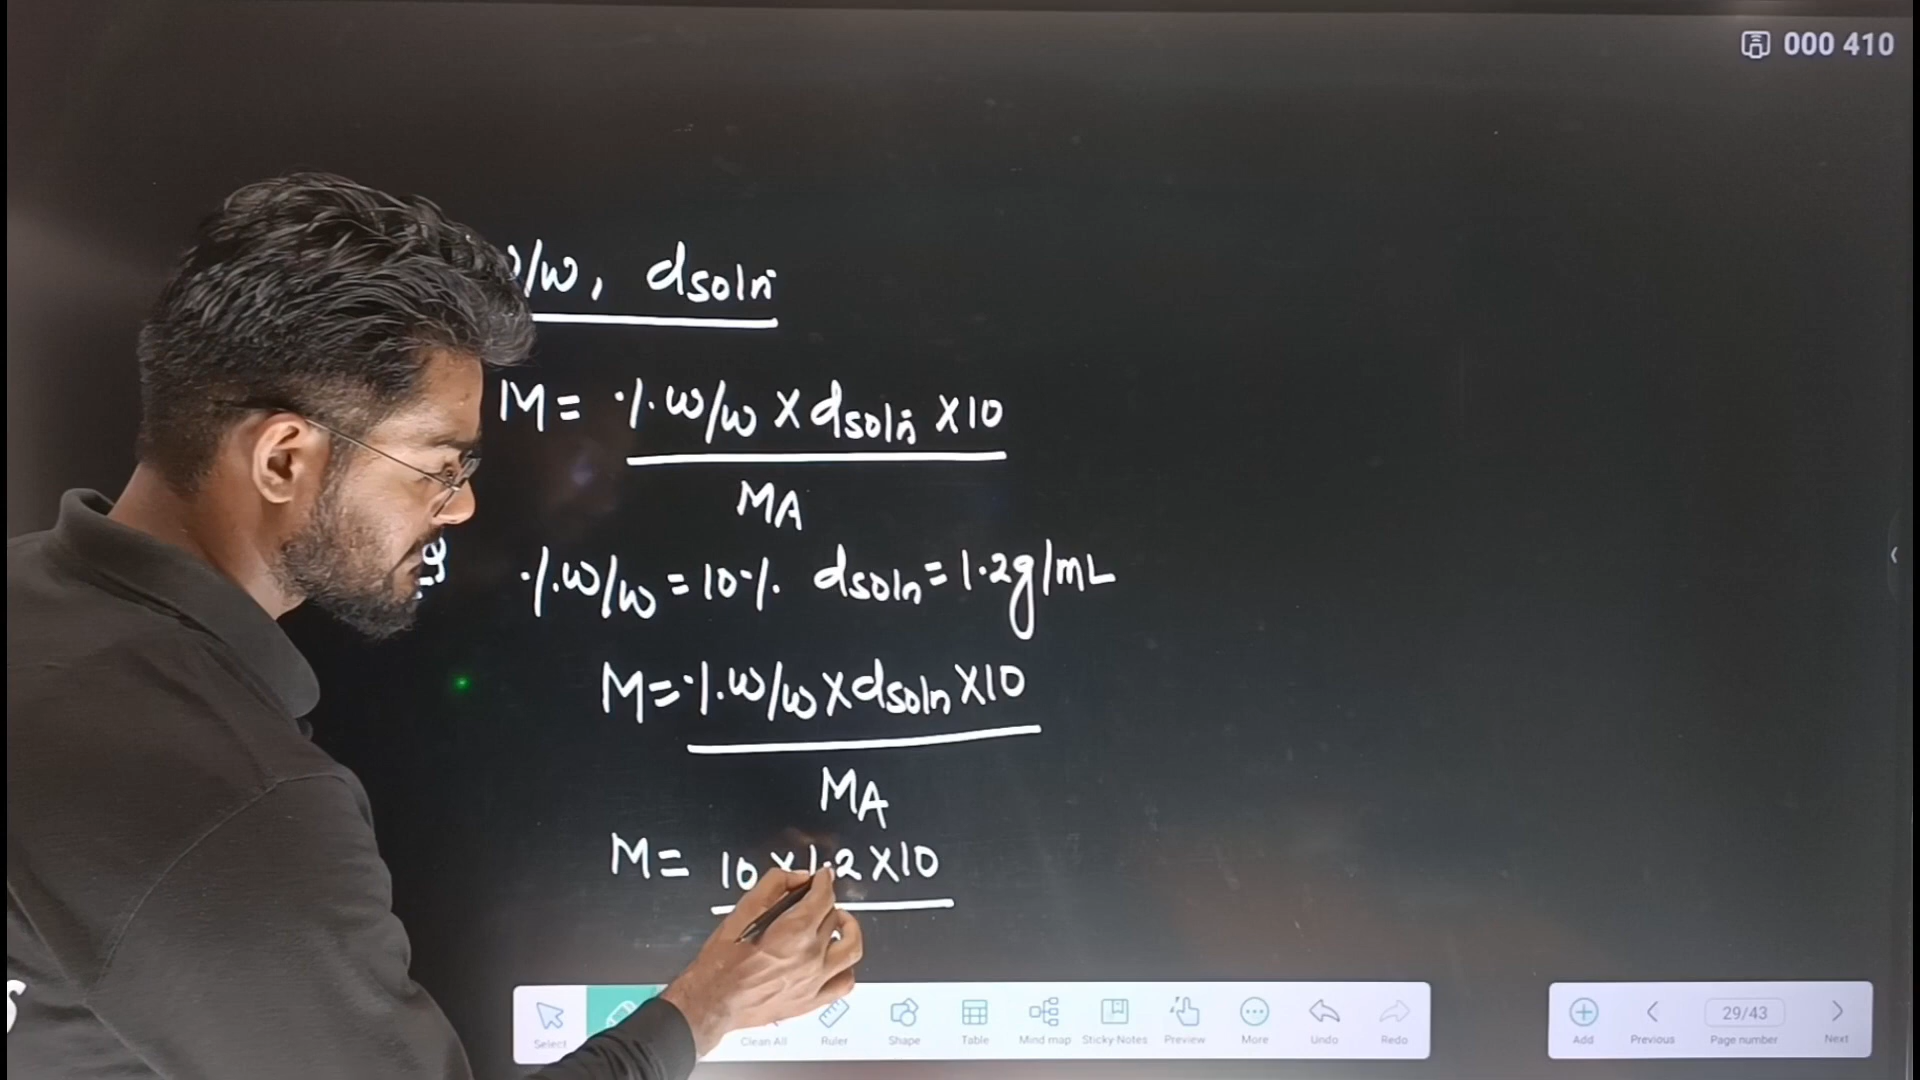 000 410
/w, dsoln
M = %w/w × dsoln × 10
MA
%w/w = 10% dsoln = 1.2g/mL
M = %w/w × dsoln × 10
MA
M = 10 × 1.2 × 10
Select
Clean All
Ruler
Shape
Table
Mind map
Sticky Notes
Preview
More
Undo
Redo
Add
Previous
29/43
Page number
Next